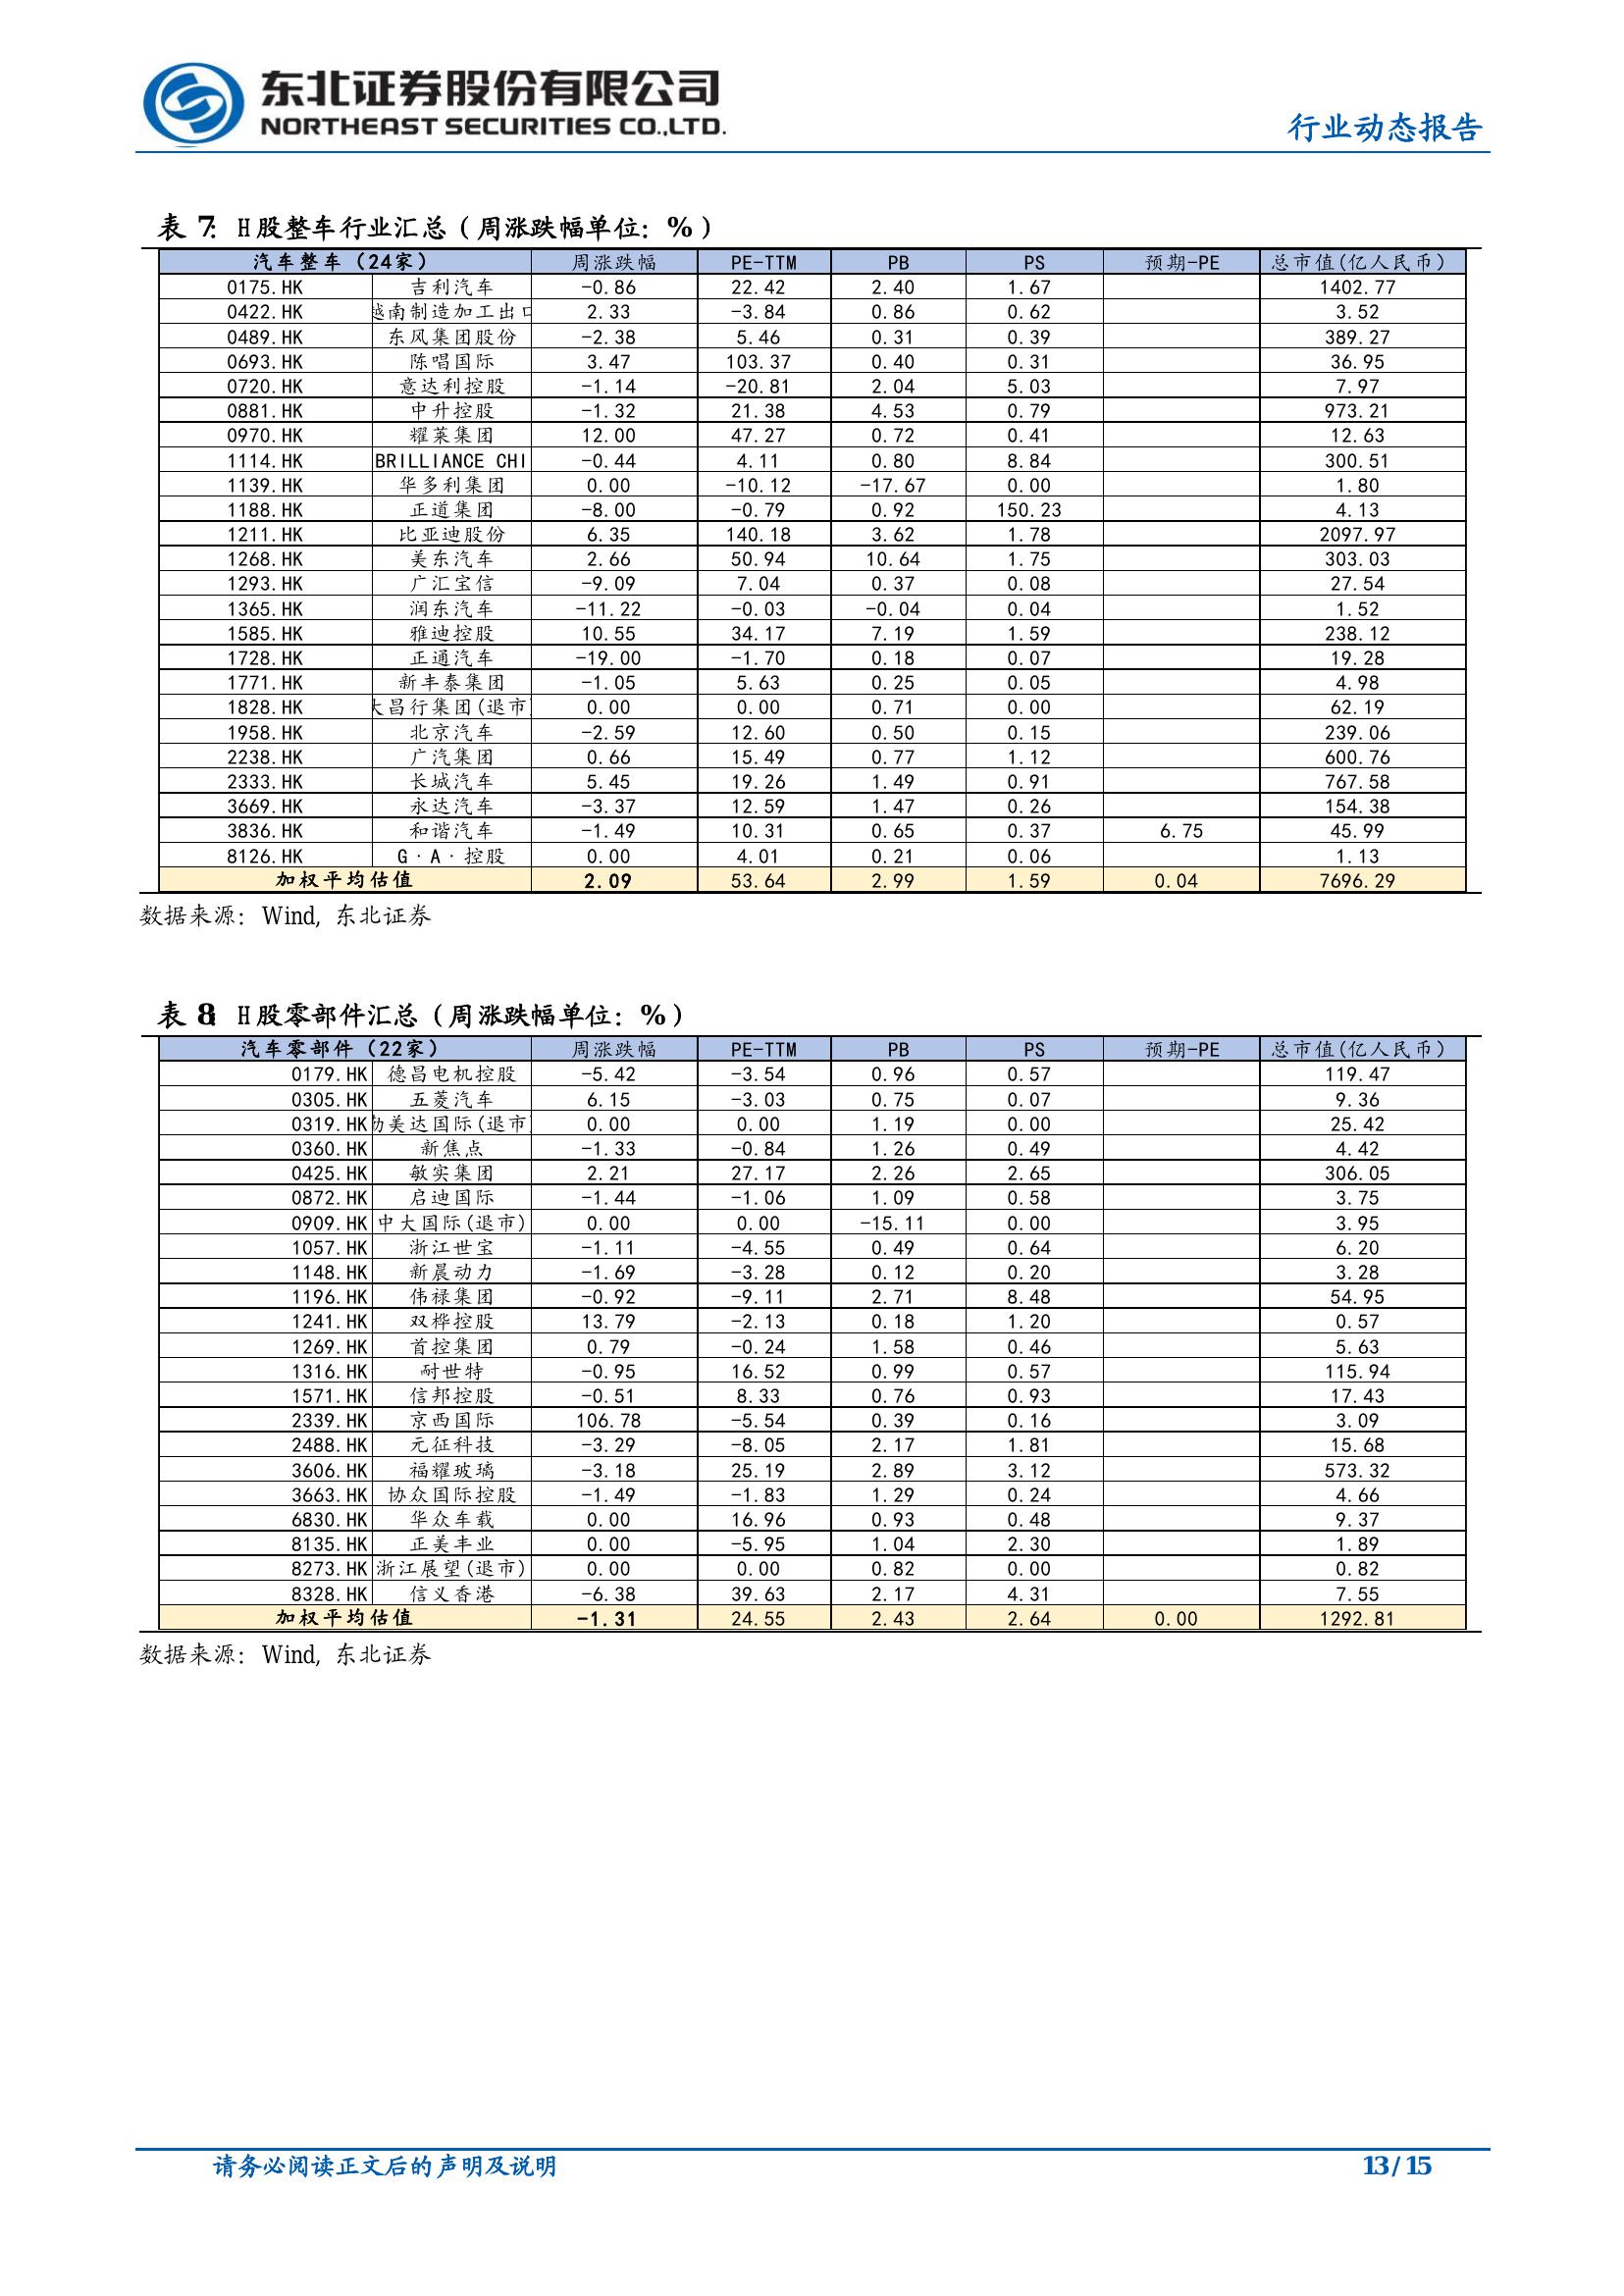 东北证券股份有限公司
NORTHEAST SECURITIES CO.,LTD.
行业动态报告
表 7: H 股整车行业汇总（周涨跌幅单位：%）
汽车整车（24家） 周涨跌幅 PE-TTM PB PS 预期-PE 总市值(亿人民币)
0175.HK 吉利汽车 -0.86 22.42 2.40 1.67 1402.77
0422.HK 越南制造加工出口 2.33 -3.84 0.86 0.62 3.52
0489.HK 东风集团股份 -2.38 5.46 0.31 0.39 389.27
0693.HK 陈唱国际 3.47 103.37 0.40 0.31 36.95
0720.HK 意达利控股 -1.14 -20.81 2.04 5.03 7.97
0881.HK 中升控股 -1.32 21.38 4.53 0.79 973.21
0970.HK 耀莱集团 12.00 47.27 0.72 0.41 12.63
1114.HK BRILLIANCE CHI -0.44 4.11 0.80 8.84 300.51
1139.HK 华多利集团 0.00 -10.12 -17.67 0.00 1.80
1188.HK 正道集团 -8.00 -0.79 0.92 150.23 4.13
1211.HK 比亚迪股份 6.35 140.18 3.62 1.78 2097.97
1268.HK 美东汽车 2.66 50.94 10.64 1.75 303.03
1293.HK 广汇宝信 -9.09 7.04 0.37 0.08 27.54
1365.HK 润东汽车 -11.22 -0.03 -0.04 0.04 1.52
1585.HK 雅迪控股 10.55 34.17 7.19 1.59 238.12
1728.HK 正通汽车 -19.00 -1.70 0.18 0.07 19.28
1771.HK 新丰泰集团 -1.05 5.63 0.25 0.05 4.98
1828.HK 大昌行集团(退市) 0.00 0.00 0.71 0.00 62.19
1958.HK 北京汽车 -2.59 12.60 0.50 0.15 239.06
2238.HK 广汽集团 0.66 15.49 0.77 1.12 600.76
2333.HK 长城汽车 5.45 19.26 1.49 0.91 767.58
3669.HK 永达汽车 -3.37 12.59 1.47 0.26 154.38
3836.HK 和谐汽车 -1.49 10.31 0.65 0.37 6.75 45.99
8126.HK G·A·控股 0.00 4.01 0.21 0.06 1.13
加权平均估值 2.09 53.64 2.99 1.59 0.04 7696.29
数据来源：Wind, 东北证券
表 8: H 股零部件汇总（周涨跌幅单位：%）
汽车零部件（22家） 周涨跌幅 PE-TTM PB PS 预期-PE 总市值(亿人民币)
0179.HK 德昌电机控股 -5.42 -3.54 0.96 0.57 119.47
0305.HK 五菱汽车 6.15 -3.03 0.75 0.07 9.36
0319.HK 勋美达国际(退市) 0.00 0.00 1.19 0.00 25.42
0360.HK 新焦点 -1.33 -0.84 1.26 0.49 4.42
0425.HK 敏实集团 2.21 27.17 2.26 2.65 306.05
0872.HK 启迪国际 -1.44 -1.06 1.09 0.58 3.75
0909.HK 中大国际(退市) 0.00 0.00 -15.11 0.00 3.95
1057.HK 浙江世宝 -1.11 -4.55 0.49 0.64 6.20
1148.HK 新晨动力 -1.69 -3.28 0.12 0.20 3.28
1196.HK 伟禄集团 -0.92 -9.11 2.71 8.48 54.95
1241.HK 双桦控股 13.79 -2.13 0.18 1.20 0.57
1269.HK 首控集团 0.79 -0.24 1.58 0.46 5.63
1316.HK 耐世特 -0.95 16.52 0.99 0.57 115.94
1571.HK 信邦控股 -0.51 8.33 0.76 0.93 17.43
2339.HK 京西国际 106.78 -5.54 0.39 0.16 3.09
2488.HK 元征科技 -3.29 -8.05 2.17 1.81 15.68
3606.HK 福耀玻璃 -3.18 25.19 2.89 3.12 573.32
3663.HK 协众国际控股 -1.49 -1.83 1.29 0.24 4.66
6830.HK 华众车载 0.00 16.96 0.93 0.48 9.37
8135.HK 正美丰业 0.00 -5.95 1.04 2.30 1.89
8273.HK 浙江展望(退市) 0.00 0.00 0.82 0.00 0.82
8328.HK 信义香港 -6.38 39.63 2.17 4.31 7.55
加权平均估值 -1.31 24.55 2.43 2.64 0.00 1292.81
数据来源：Wind, 东北证券
请务必阅读正文后的声明及说明
13 / 15